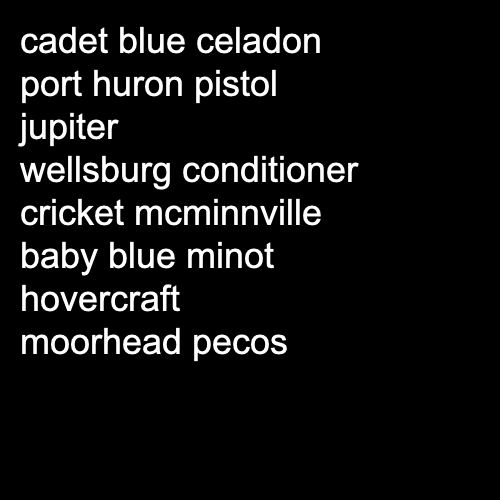 cadet blue celadon
port huron pistol
jupiter
wellsburg conditioner
cricket mcminnville
baby blue minot
hovercraft
moorhead pecos